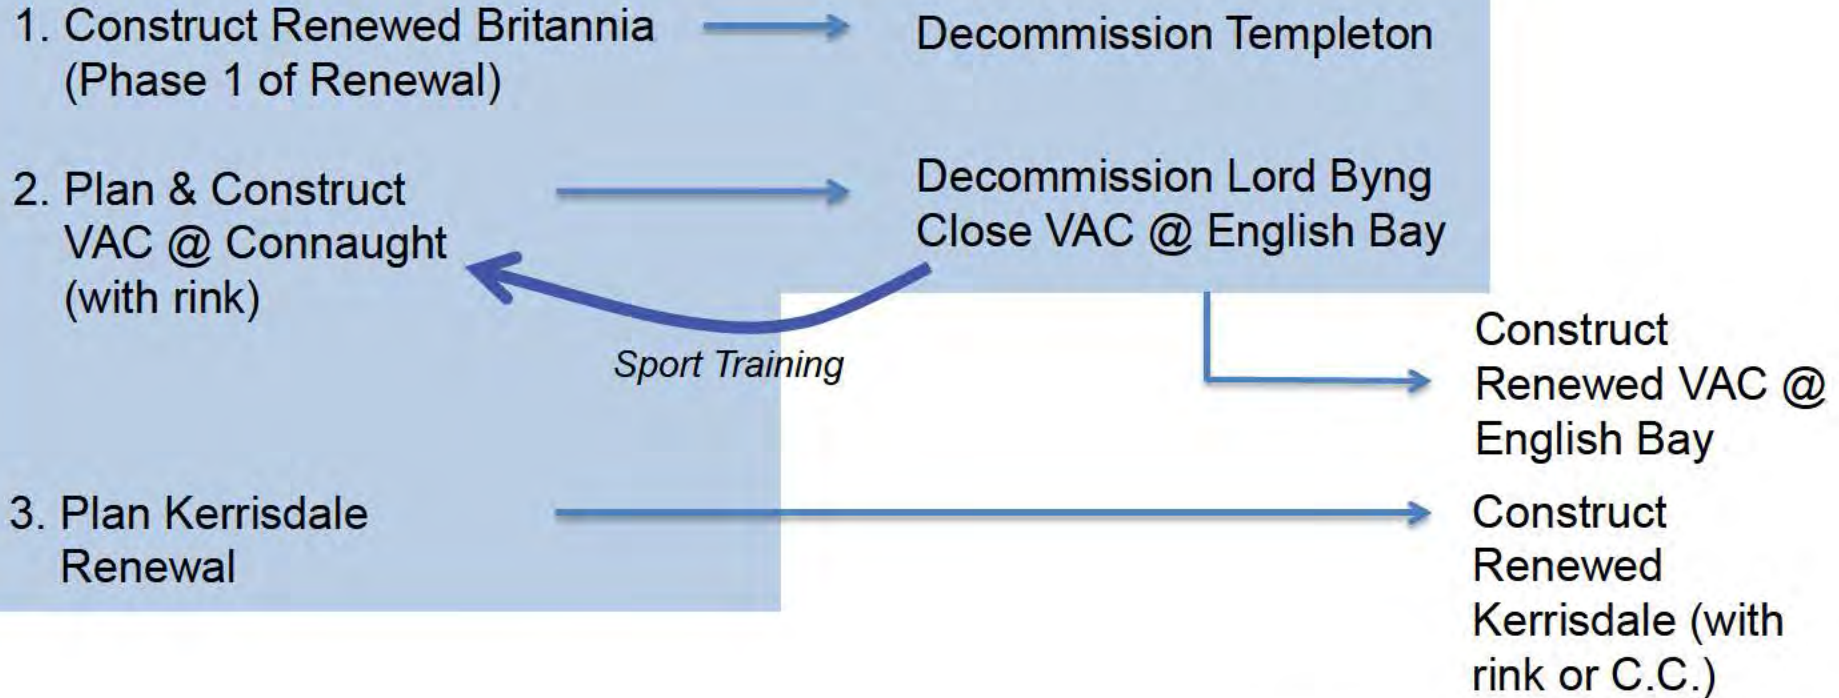 1. Construct Renewed Britannia
(Phase 1 of Renewal)
Decommission Templeton
2. Plan & Construct
VAC @ Connaught
(with rink)
Decommission Lord Byng
Close VAC @ English Bay
Sport Training
Construct
Renewed VAC @
English Bay
3. Plan Kerrisdale
Renewal
Construct
Renewed
Kerrisdale (with
rink or C.C.)